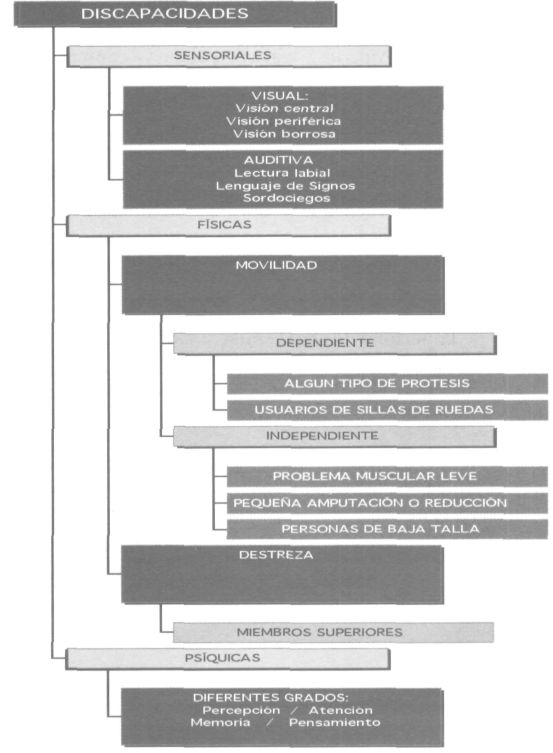 DISCAPACIDADES
SENSORIALES
VISUAL:
Visión central
Visión periférica
Visión borrosa
AUDITIVA
Lectura labial
Lenguaje de Signos
Sordociegos
FÍSICAS
MOVILIDAD
DEPENDIENTE
ALGUN TIPO DE PROTESIS
USUARIOS DE SILLAS DE RUEDAS
INDEPENDIENTE
PROBLEMA MUSCULAR LEVE
PEQUEÑA AMPUTACIÓN O REDUCCIÓN
PERSONAS DE BAJA TALLA
DESTREZA
MIEMBROS SUPERIORES
PSÍQUICAS
DIFERENTES GRADOS:
Percepción / Atención
Memoria / Pensamiento